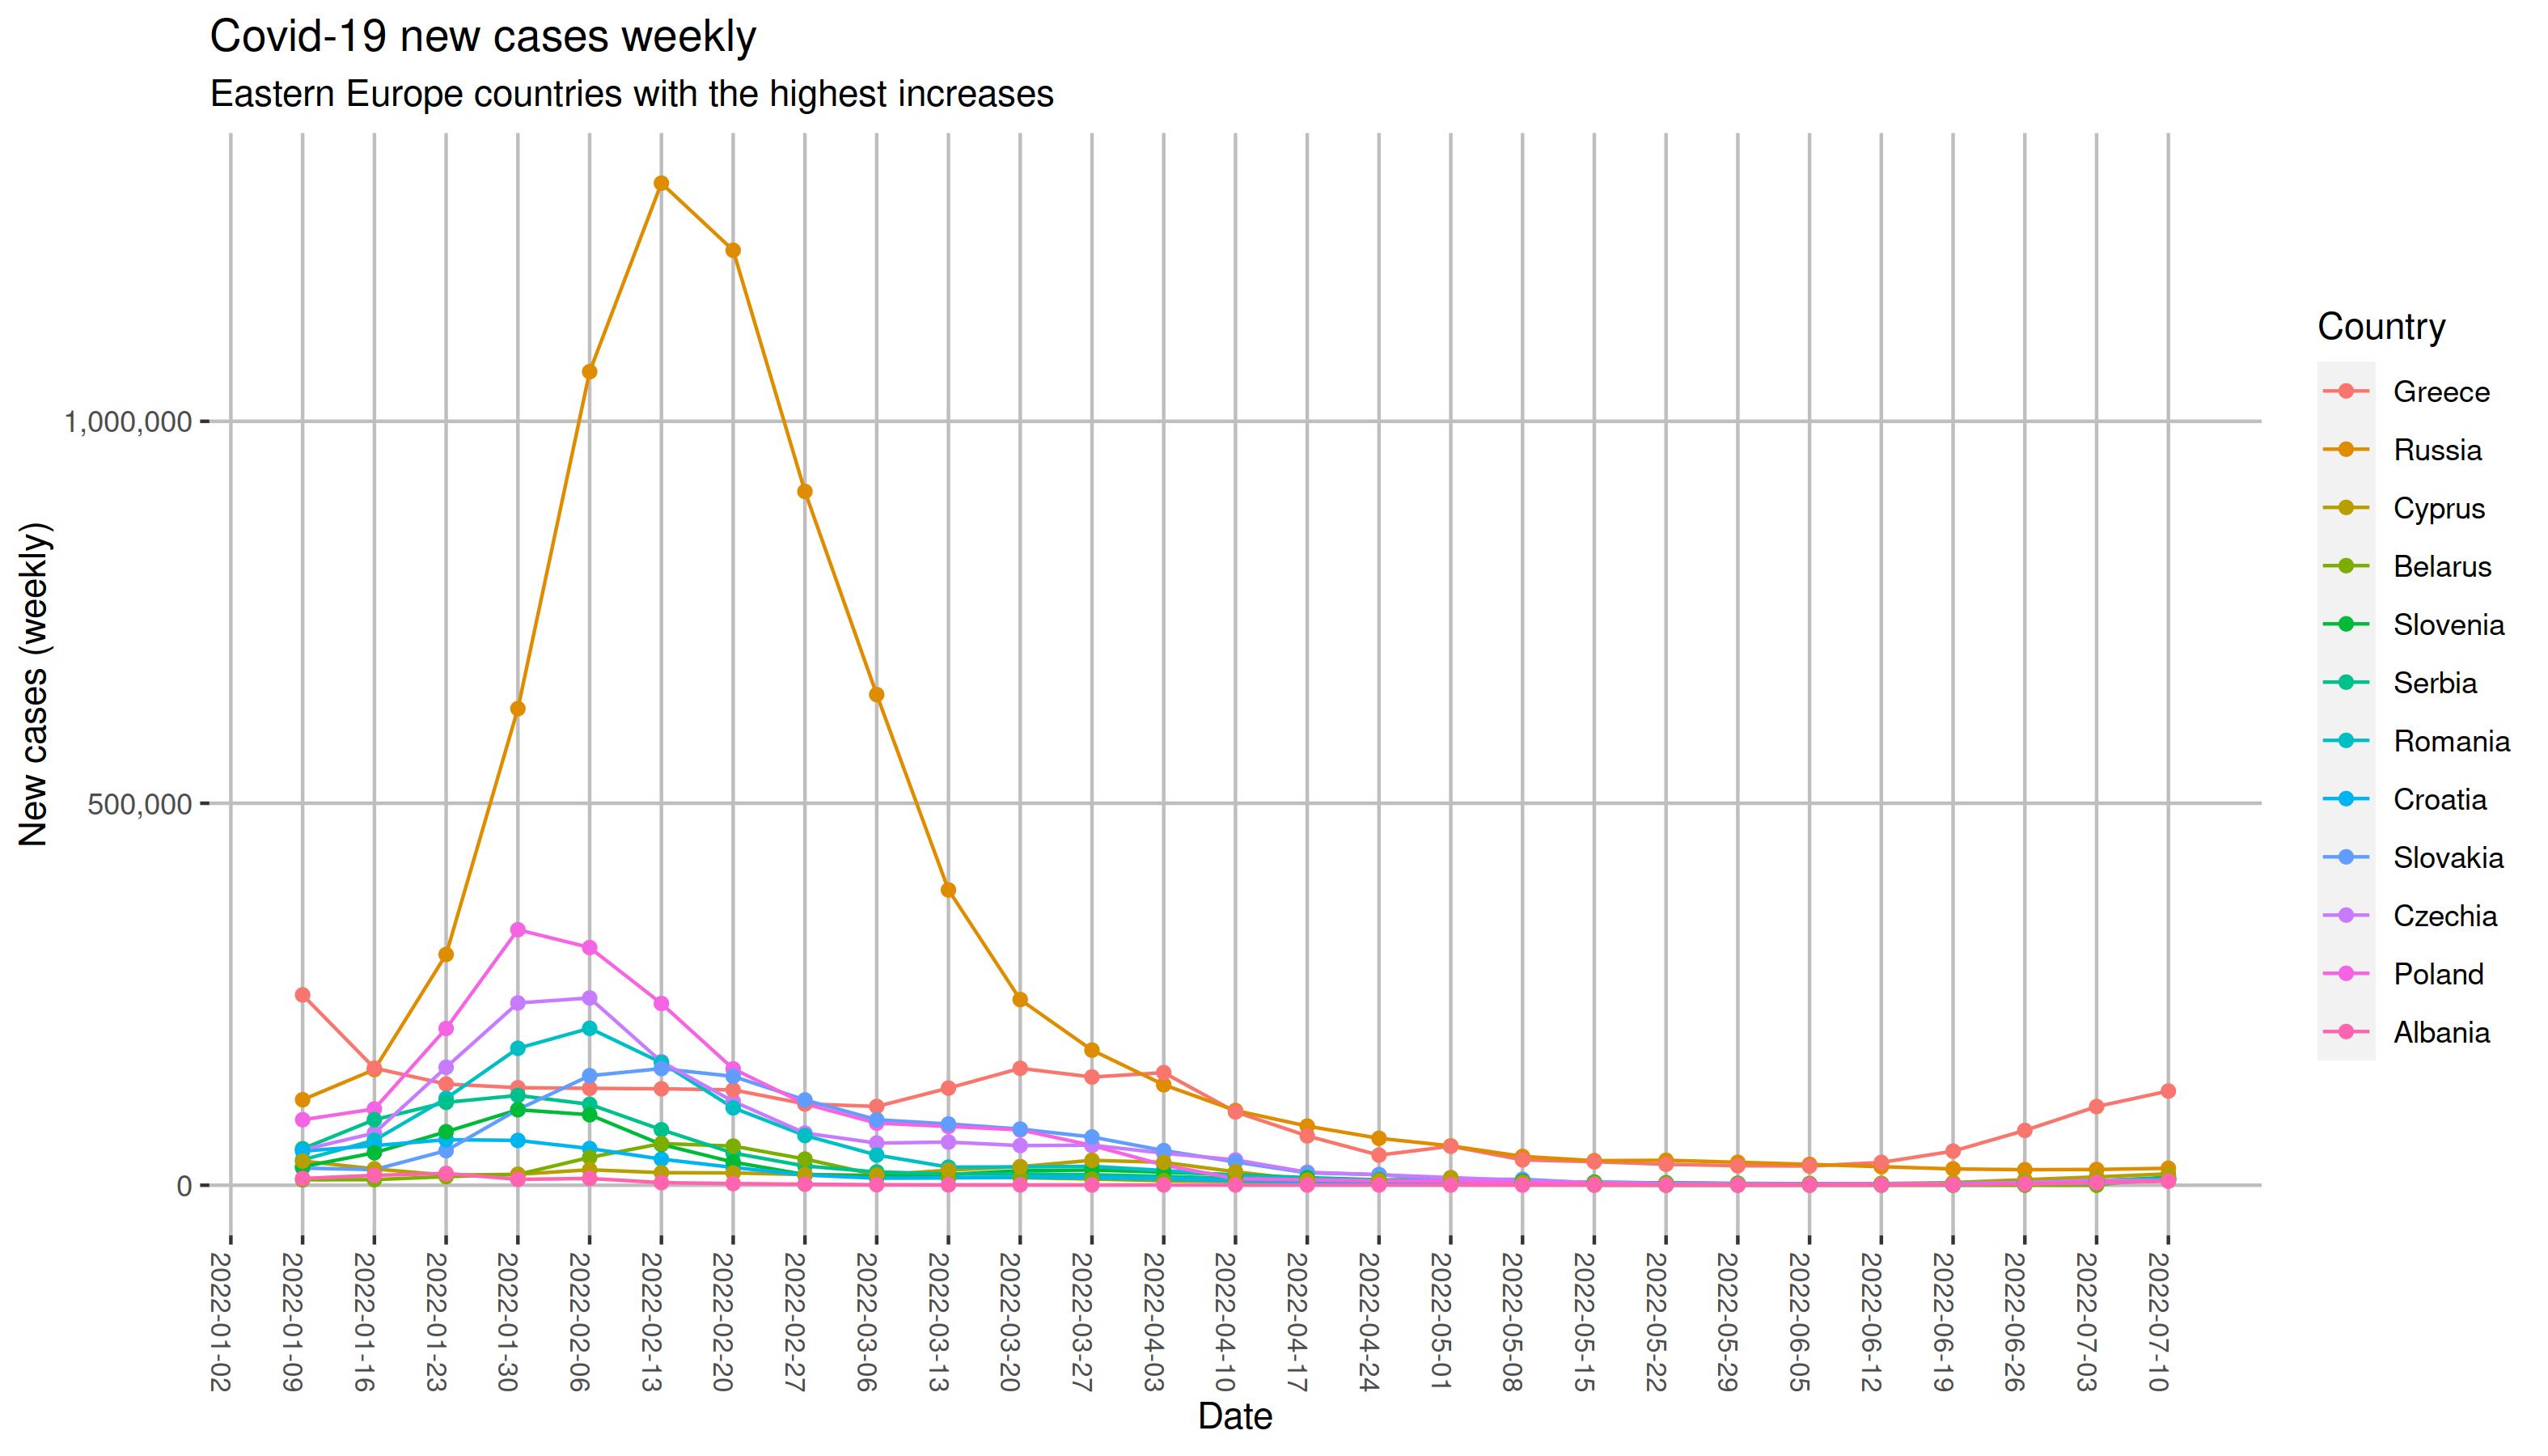 Covid-19 new cases weekly
Eastern Europe countries with the highest increases
New cases (weekly)
1,000,000
500,000
0
2022-01-02
2022-01-09
2022-01-16
2022-01-23
2022-01-30
2022-02-06
2022-02-13
2022-02-20
2022-02-27
2022-03-06
2022-03-13
2022-03-20
2022-03-27
2022-04-03
2022-04-10
2022-04-17
2022-04-24
2022-05-01
2022-05-08
2022-05-15
2022-05-22
2022-05-29
2022-06-05
2022-06-12
2022-06-19
2022-06-26
2022-07-03
2022-07-10
Date
Country
Greece
Russia
Cyprus
Belarus
Slovenia
Serbia
Romania
Croatia
Slovakia
Czechia
Poland
Albania